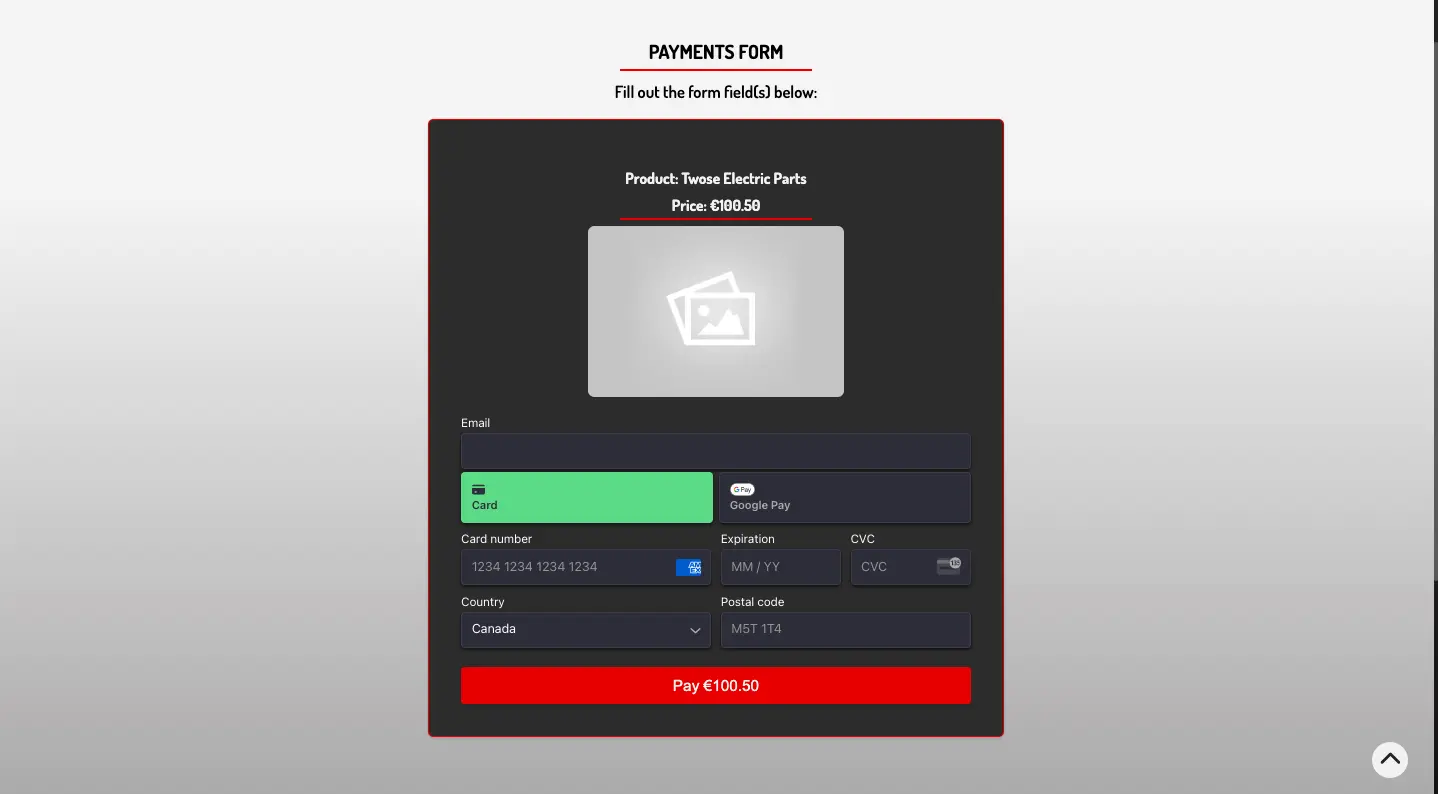 PAYMENTS FORM
Fill out the form field(s) below:
Product: Twose Electric Parts
Price: €100.50
Email
Card
G Pay
Google Pay
Card number
Expiration
CVC
1234 1234 1234 1234
MM / YY
CVC
Country
Postal code
Canada
M5T 1T4
Pay €100.50